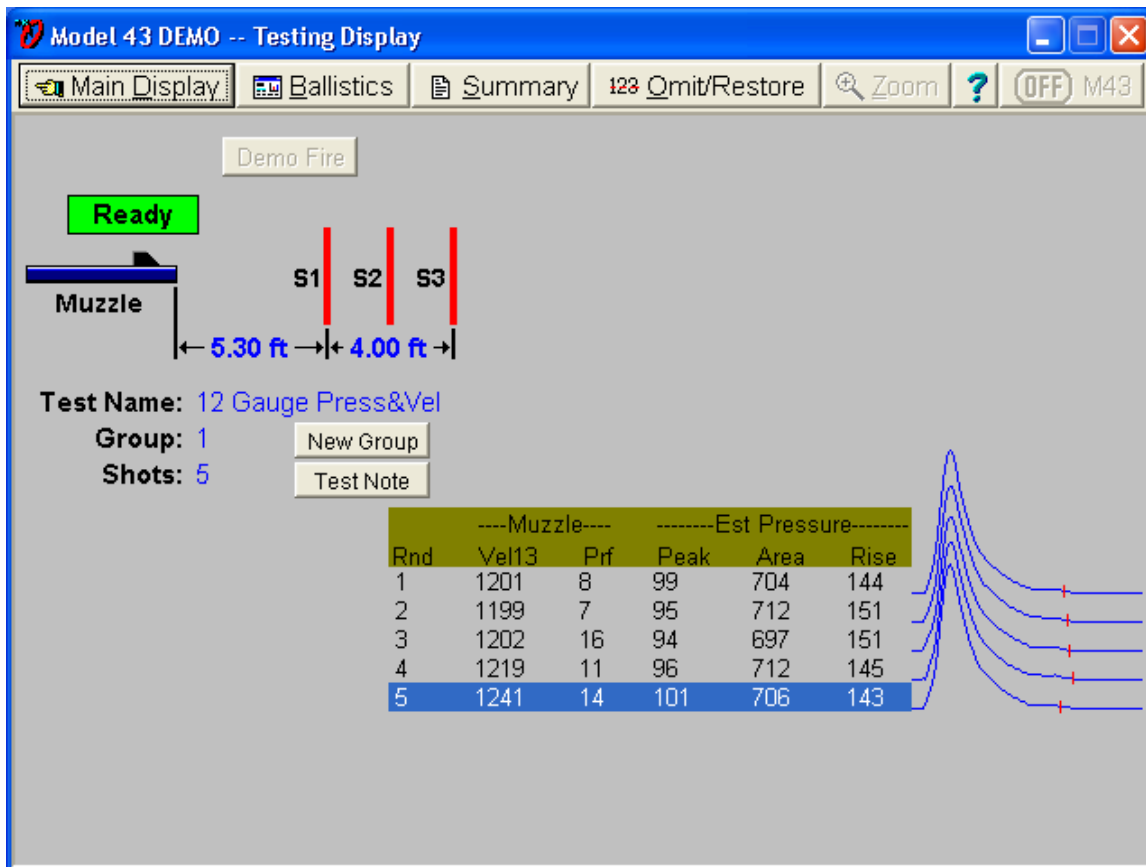 Model 43 DEMO -- Testing Display
Main Display Ballistics Summary 123 Omit/Restore Zoom ? OFF M43
Demo Fire
Ready
S1 S2 S3
Muzzle
5.30 ft 4.00 ft
Test Name: 12 Gauge Press&Vel
Group: 1 New Group
Shots: 5 Test Note
----Muzzle---- --------Est Pressure--------
Rnd Vel13 Prf Peak Area Rise
1 1201 8 99 704 144
2 1199 7 95 712 151
3 1202 16 94 697 151
4 1219 11 96 712 145
5 1241 14 101 706 143